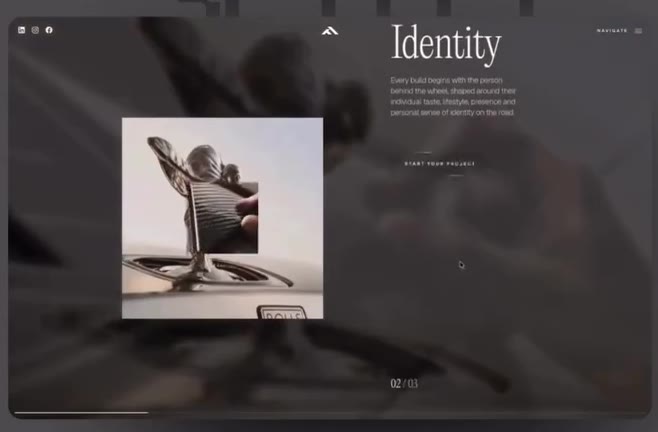 NAVIGATE
Identity
Every build begins with the person
behind the wheel, shaped around their
individual taste, lifestyle, presence and
personal sense of identity on the road.
START YOUR PROJECT
ROLLS
02 / 03